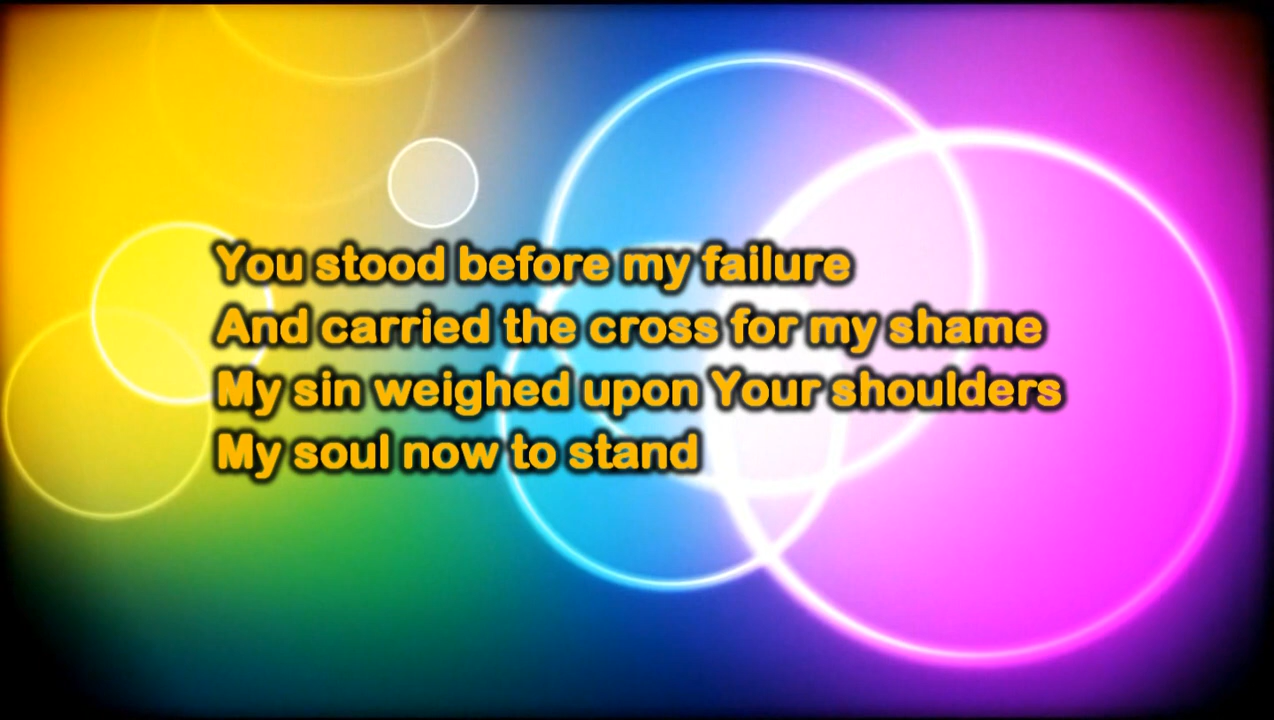 You stood before my failure
And carried the cross for my shame
My sin weighed upon Your shoulders
My soul now to stand